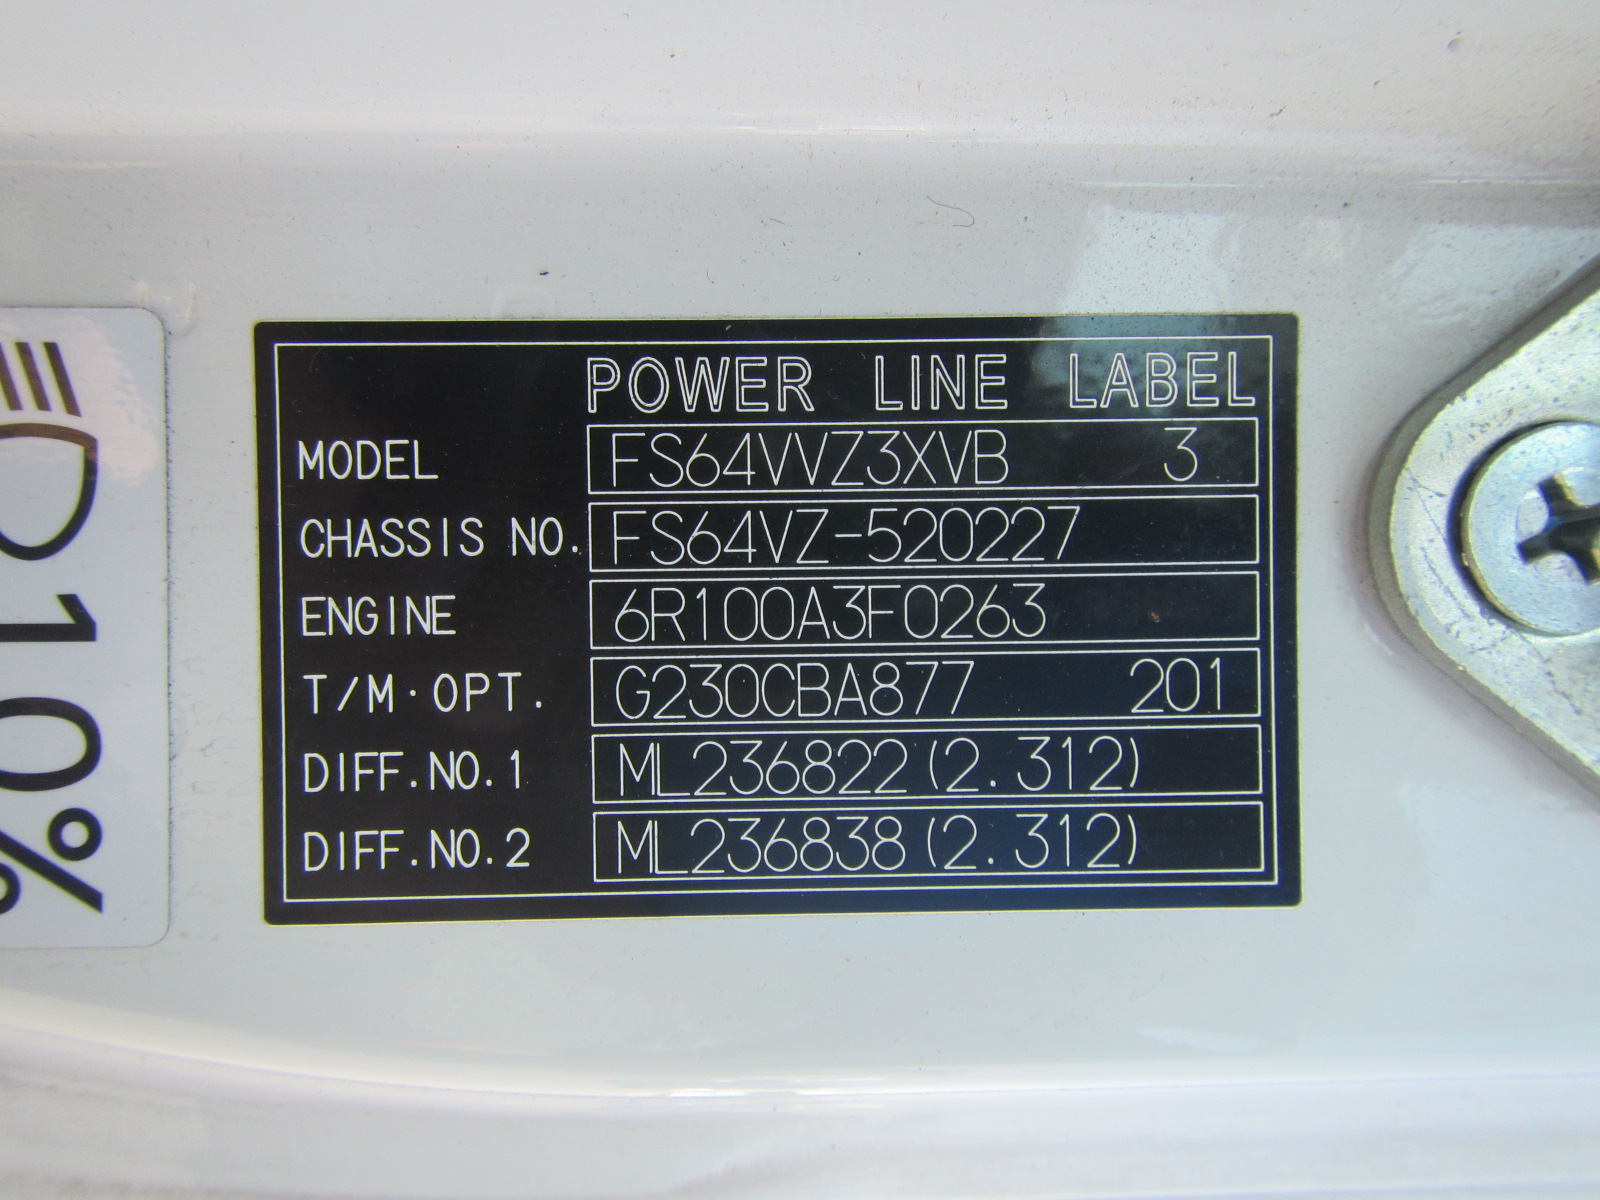 POWER LINE LABEL
MODEL FS64VVZ3XVB 3
CHASSIS NO. FS64VZ-520227
ENGINE 6R100A3F0263
T/M·OPT. G230CBA877 201
DIFF.NO.1 ML236822(2.312)
DIFF.NO.2 ML236838(2.312)
10%